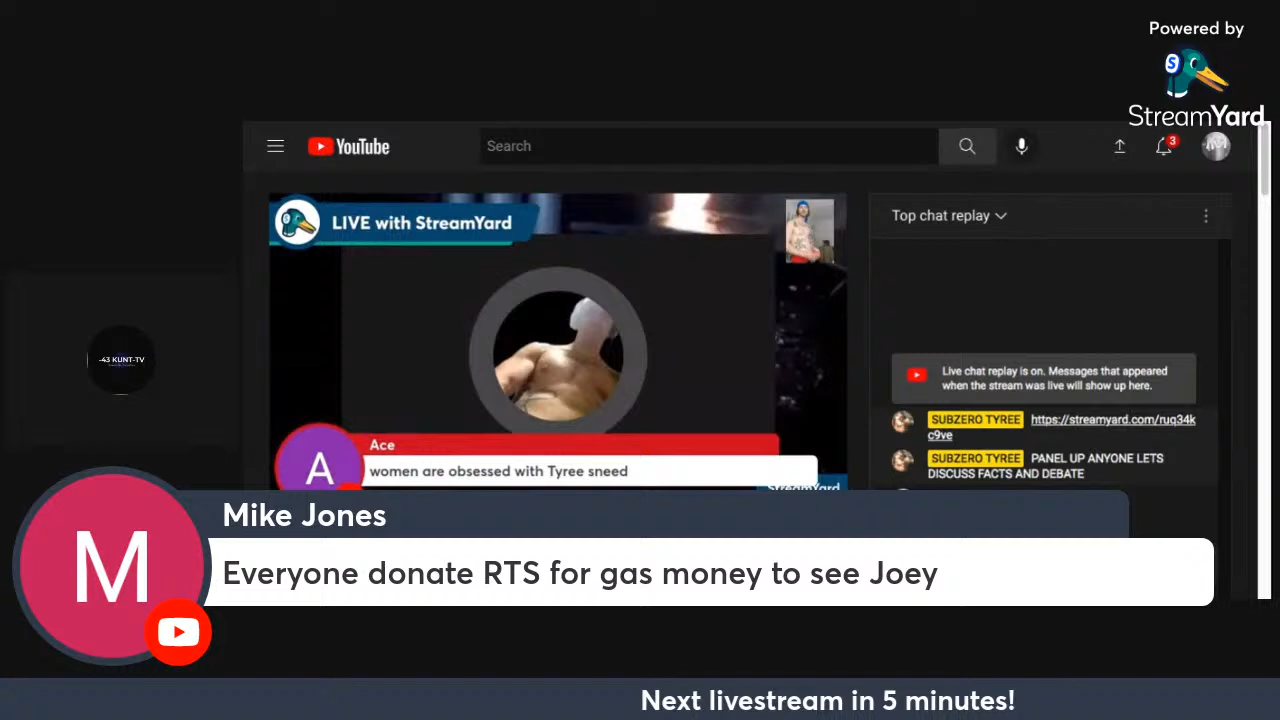 Powered by
StreamYard
YouTube
Search
3
LIVE with StreamYard
Top chat replay
-43 KUNT-TV
Live chat replay is on. Messages that appeared
when the stream was live will show up here.
SUBZERO TYREE https://streamyard.com/ruq34k
c9ve
SUBZERO TYREE PANEL UP ANYONE LETS
DISCUSS FACTS AND DEBATE
Ace
A
women are obsessed with Tyree sneed
StreamYard
M
Mike Jones
Everyone donate RTS for gas money to see Joey
Next livestream in 5 minutes!